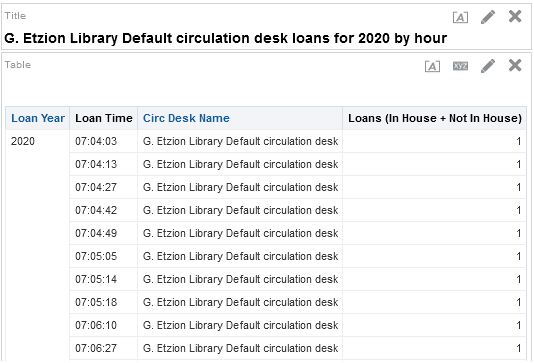 Title
G. Etzion Library Default circulation desk loans for 2020 by hour
Table
Loan Year Loan Time Circ Desk Name Loans (In House + Not In House)
2020 07:04:03 G. Etzion Library Default circulation desk 1
07:04:13 G. Etzion Library Default circulation desk 1
07:04:27 G. Etzion Library Default circulation desk 1
07:04:42 G. Etzion Library Default circulation desk 1
07:04:49 G. Etzion Library Default circulation desk 1
07:05:05 G. Etzion Library Default circulation desk 1
07:05:14 G. Etzion Library Default circulation desk 1
07:05:18 G. Etzion Library Default circulation desk 1
07:06:10 G. Etzion Library Default circulation desk 1
07:06:27 G. Etzion Library Default circulation desk 1